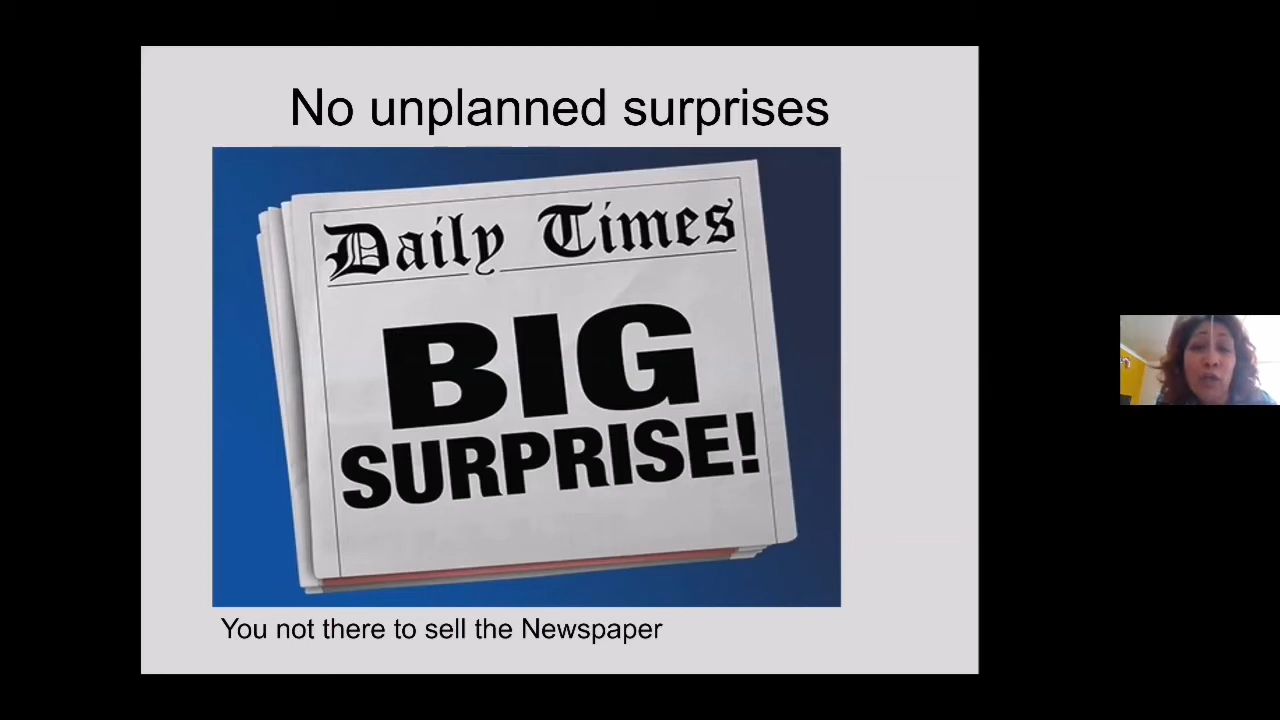 No unplanned surprises
Daily Times
BIG
SURPRISE!
You not there to sell the Newspaper